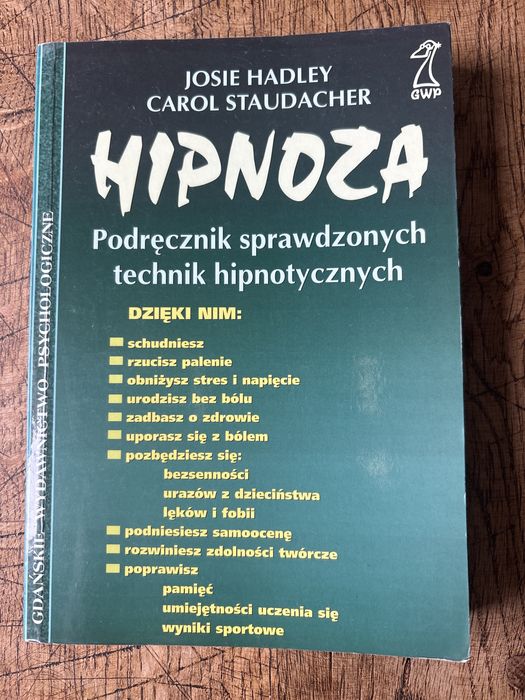 JOSIE HADLEY
CAROL STAUDACHER
GWP
HIPNOZA
Podręcznik sprawdzonych
technik hipnotycznych
DZIĘKI NIM:
schudniesz
rzucisz palenie
obniżysz stres i napięcie
urodzisz bez bólu
zadbasz o zdrowie
uporasz się z bólem
pozbędziesz się:
bezsenności
urazów z dzieciństwa
lęków i fobii
podniesiesz samoocenę
rozwiniesz zdolności twórcze
poprawisz
pamięć
umiejętności uczenia się
wyniki sportowe
GDAŃSKIE WYDAWNICTWO PSYCHOLOGICZNE